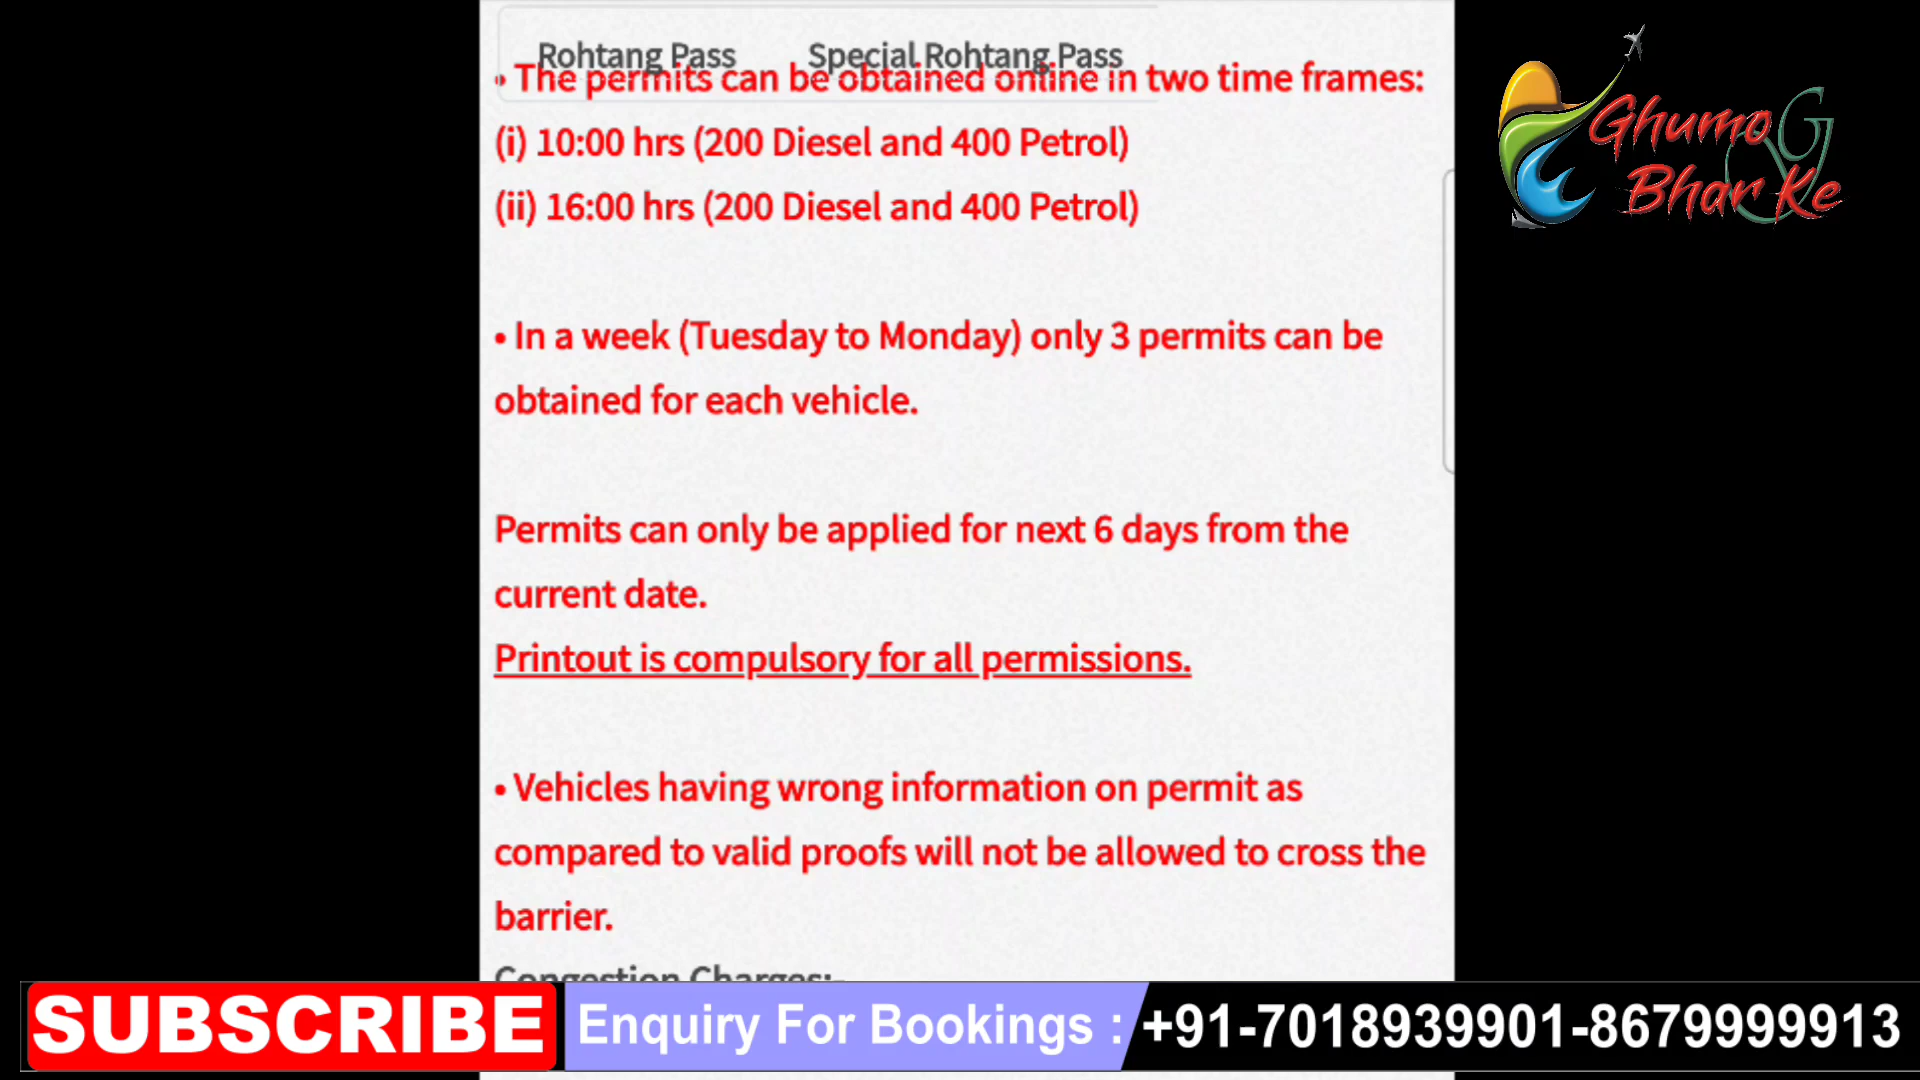 Rohtang Pass Special Rohtang Pass
• The permits can be obtained online in two time frames:
(i) 10:00 hrs (200 Diesel and 400 Petrol)
(ii) 16:00 hrs (200 Diesel and 400 Petrol)
• In a week (Tuesday to Monday) only 3 permits can be
obtained for each vehicle.
Permits can only be applied for next 6 days from the
current date.
Printout is compulsory for all permissions.
• Vehicles having wrong information on permit as
compared to valid proofs will not be allowed to cross the
barrier.
Congestion Charges:-
Ghumo
G
Bhar Ke
SUBSCRIBE
Enquiry For Bookings : +91-7018939901-8679999913